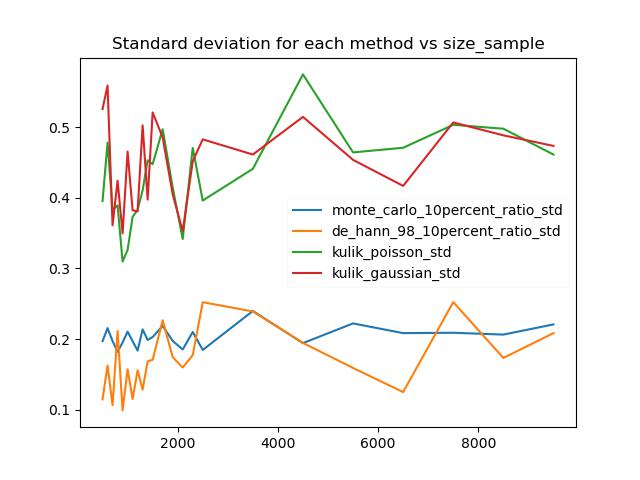 Standard deviation for each method vs size_sample
0.5
0.4
0.3
0.2
0.1
monte_carlo_10percent_ratio_std
de_hann_98_10percent_ratio_std
kulik_poisson_std
kulik_gaussian_std
2000 4000 6000 8000